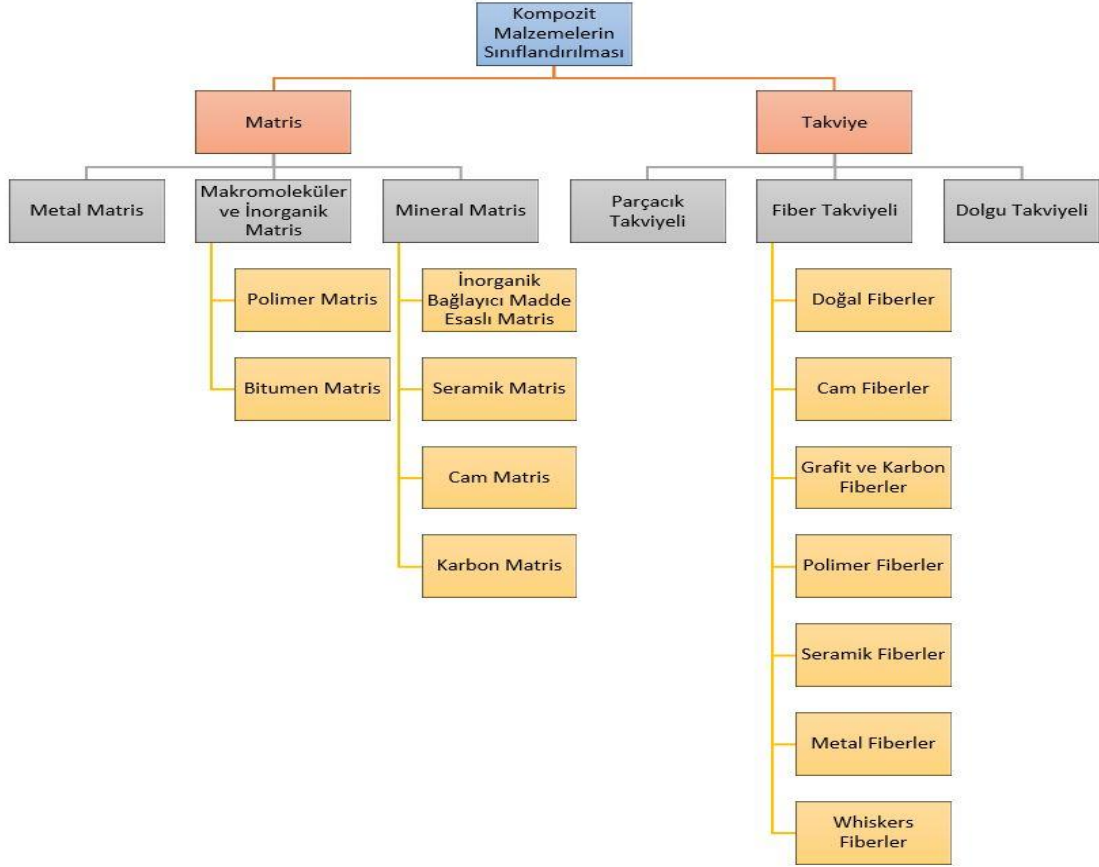 Kompozit
Malzemelerin
Sınıflandırılması
Matris
Takviye
Metal Matris
Makromoleküler
ve İnorganik
Matris
Mineral Matris
Parçacık
Takviyeli
Fiber Takviyeli
Dolgu Takviyeli
Polimer Matris
Bitumen Matris
İnorganik
Bağlayıcı Madde
Esaslı Matris
Seramik Matris
Cam Matris
Karbon Matris
Doğal Fiberler
Cam Fiberler
Grafit ve Karbon
Fiberler
Polimer Fiberler
Seramik Fiberler
Metal Fiberler
Whiskers
Fiberler